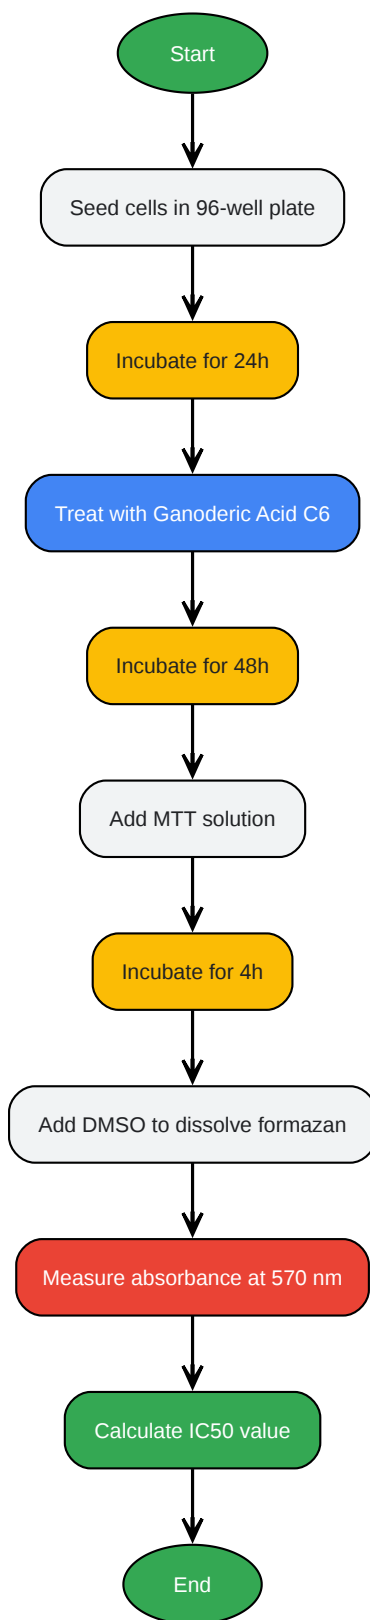 Start
Seed cells in 96-well plate
Incubate for 24h
Treat with Ganoderic Acid C6
Incubate for 48h
Add MTT solution
Incubate for 4h
Add DMSO to dissolve formazan
Measure absorbance at 570 nm
Calculate IC50 value
End